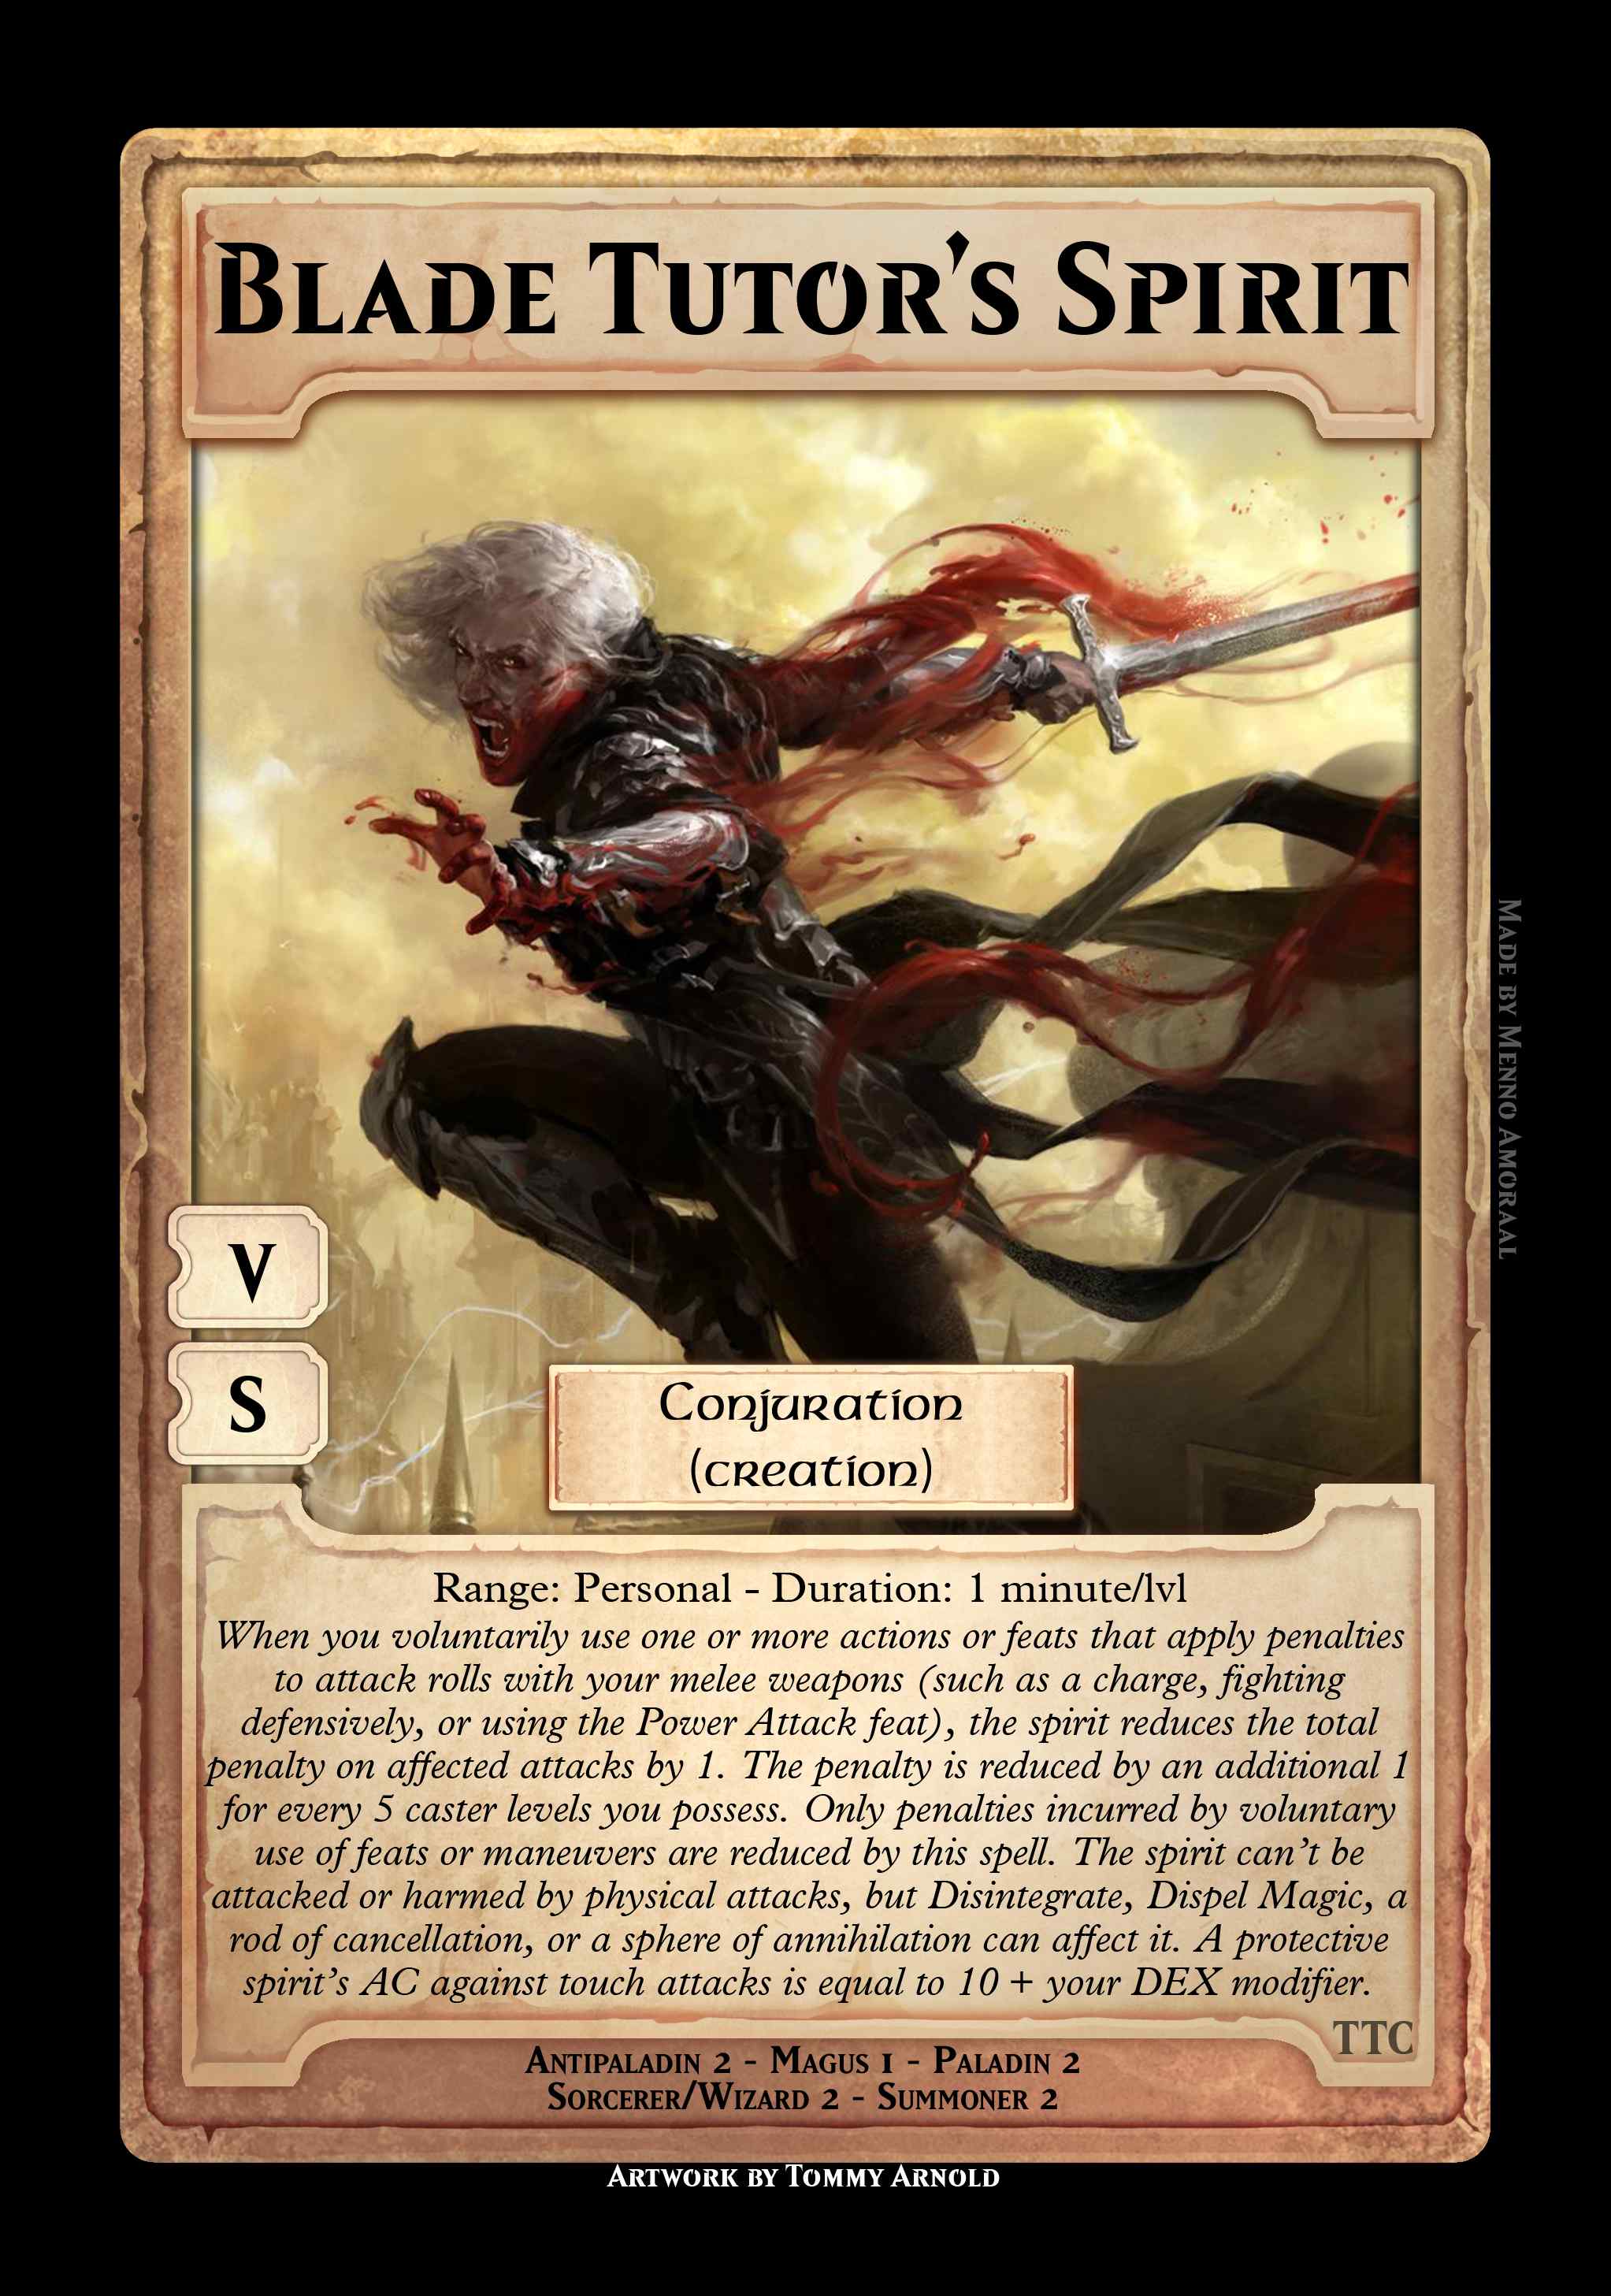 Blade Tutor's Spirit
V
S
Conjuration
(creation)
Range: Personal - Duration: 1 minute/lvl
When you voluntarily use one or more actions or feats that apply penalties
to attack rolls with your melee weapons (such as a charge, fighting
defensively, or using the Power Attack feat), the spirit reduces the total
penalty on affected attacks by 1. The penalty is reduced by an additional 1
for every 5 caster levels you possess. Only penalties incurred by voluntary
use of feats or maneuvers are reduced by this spell. The spirit can't be
attacked or harmed by physical attacks, but Disintegrate, Dispel Magic, a
rod of cancellation, or a sphere of annihilation can affect it. A protective
spirit's AC against touch attacks is equal to 10 + your DEX modifier.
TTC
Antipaladin 2 - Magus 1 - Paladin 2
Sorcerer/Wizard 2 - Summoner 2
Artwork by Tommy Arnold
Made by Menno Amoraal